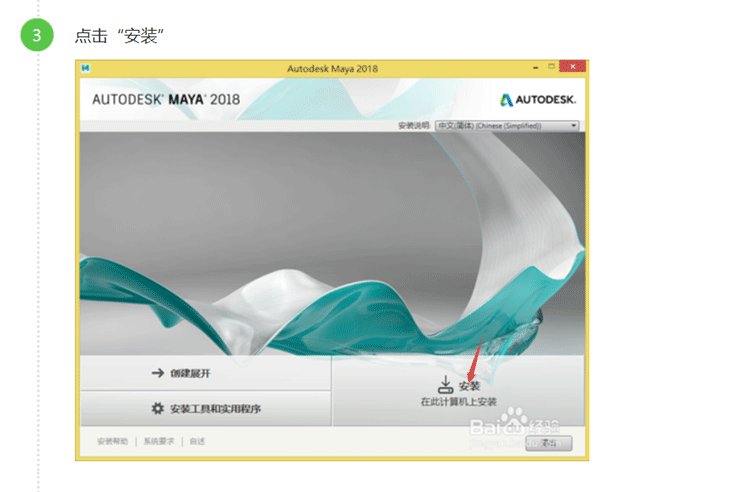 3 点击“安装”
Autodesk Maya 2018
AUTODESK® MAYA® 2018
AUTODESK.
安装说明: 中文(简体) (Chinese (Simplified))
创建展开
安装工具和实用程序
安装
在此计算机上安装
Baidu 经验
安装帮助 | 系统要求 | 自述
退出